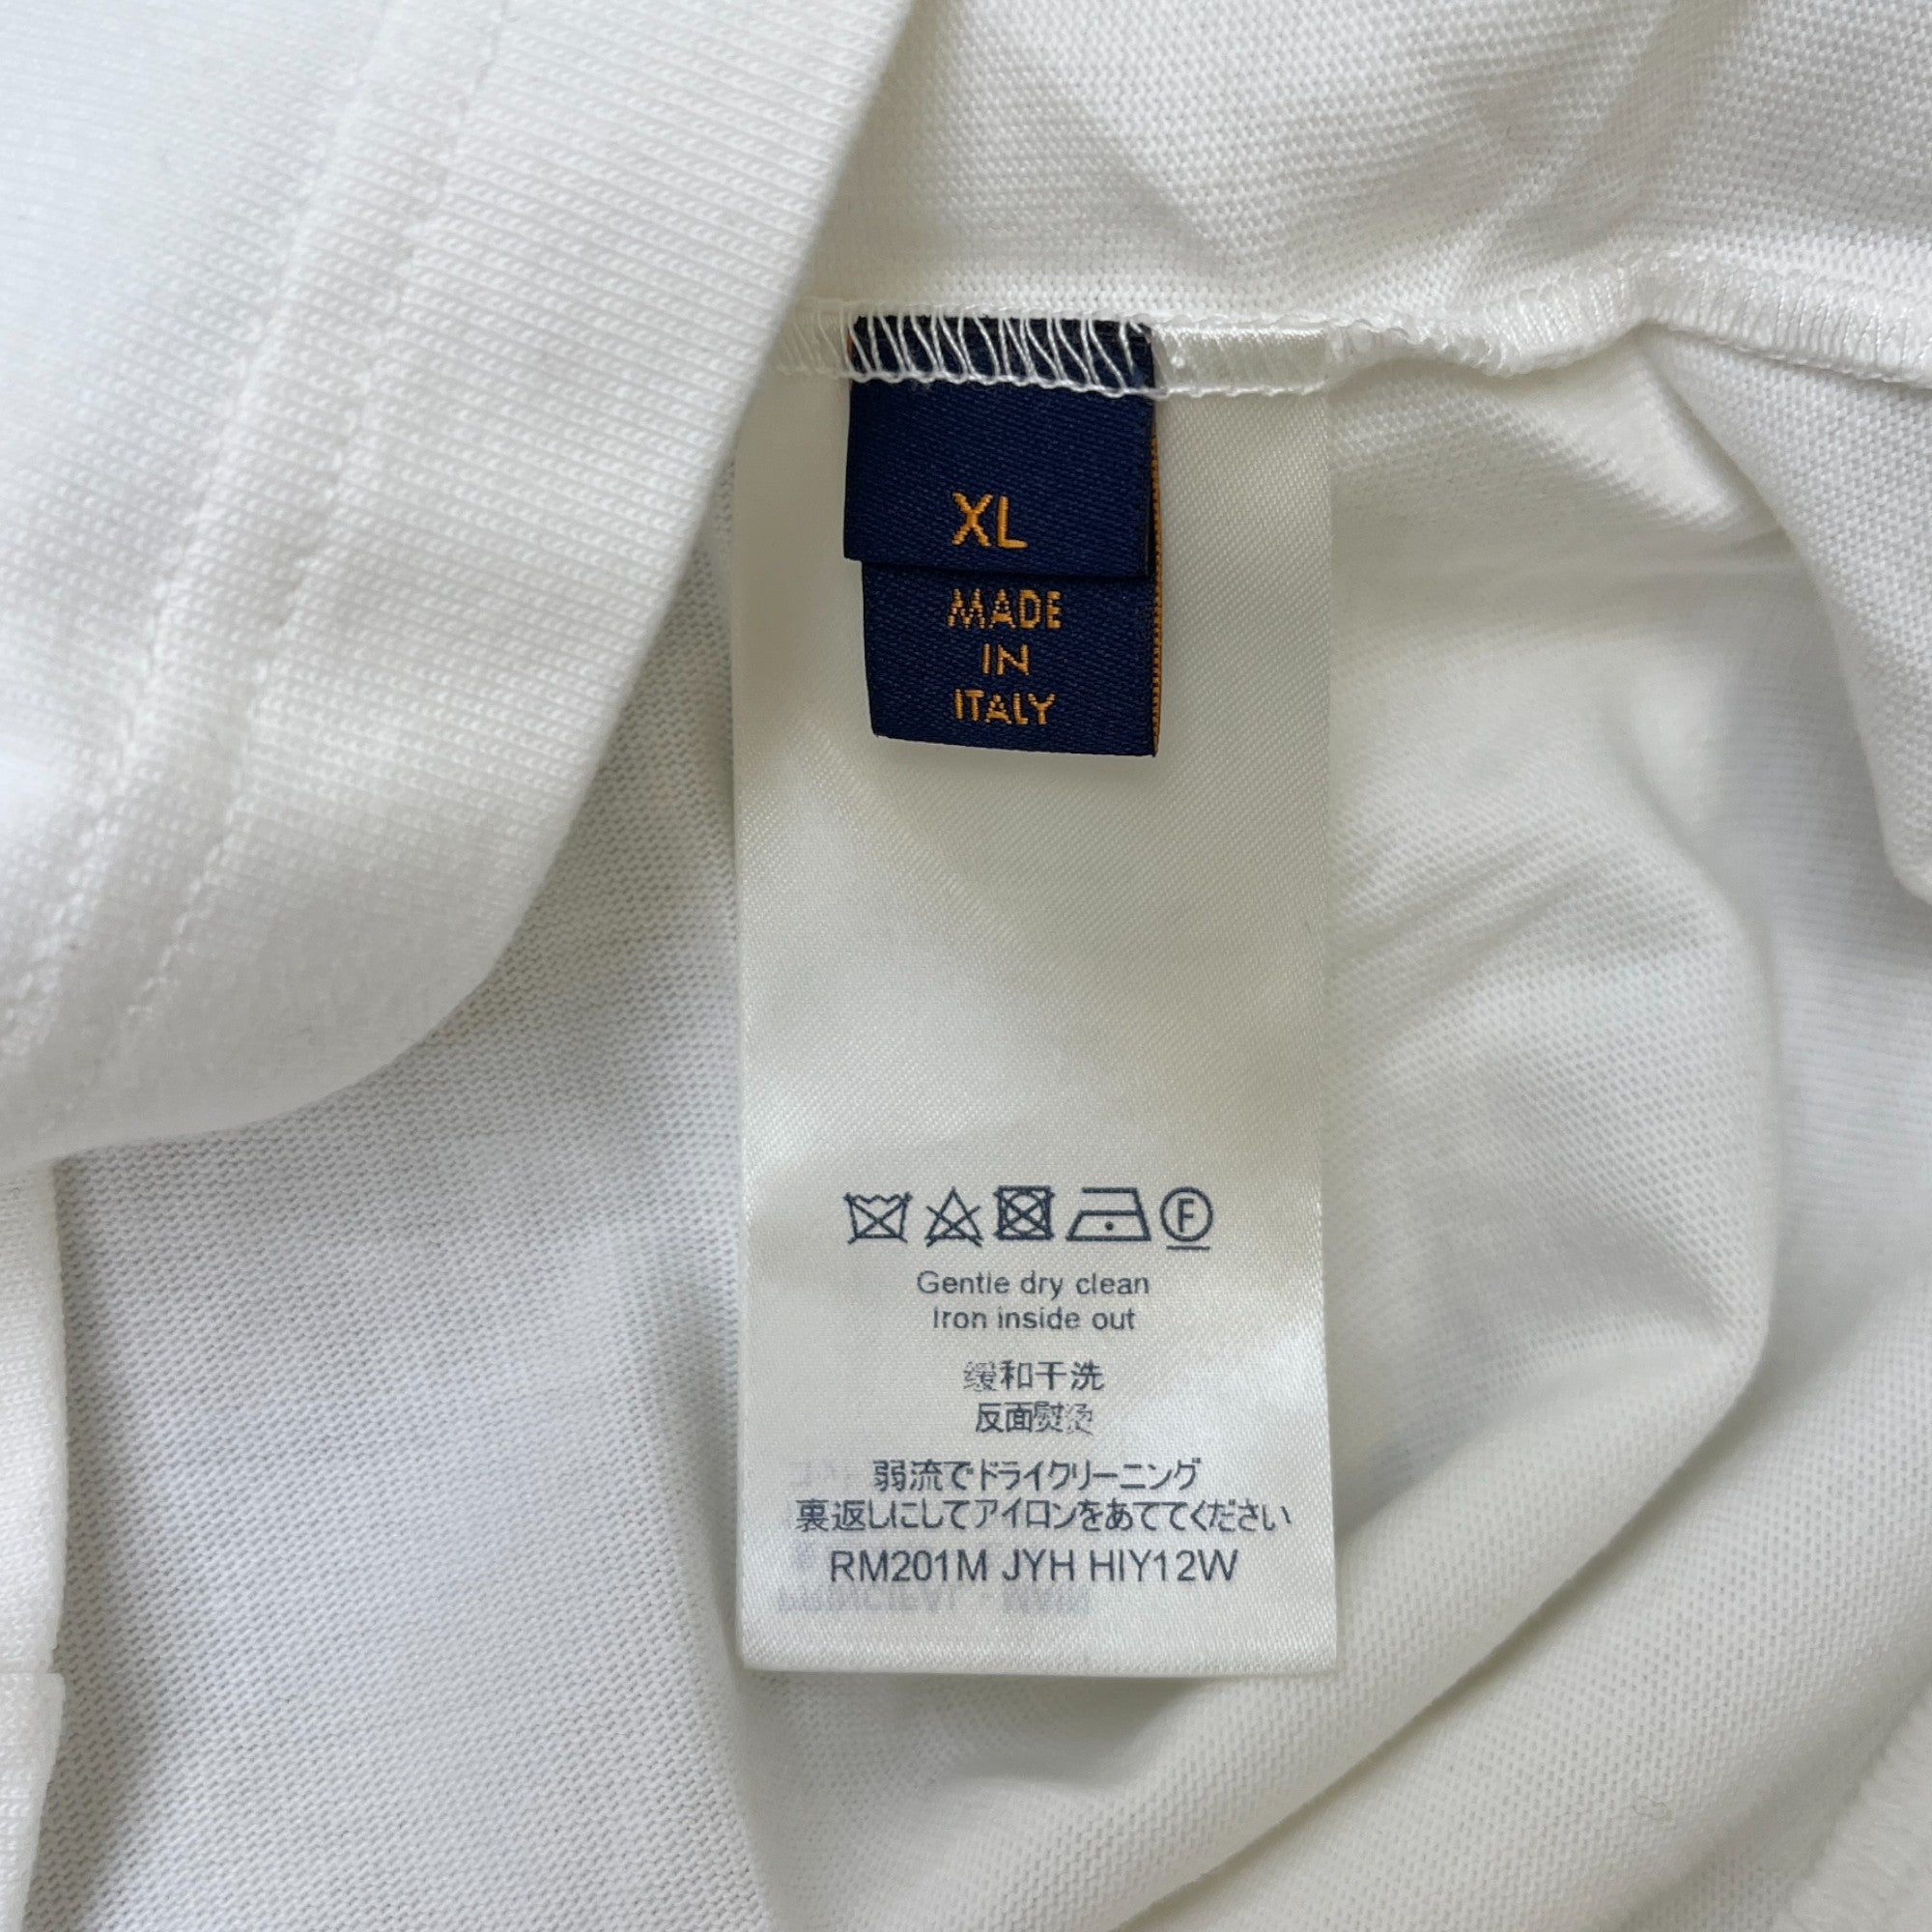 XL
MADE
IN
ITALY
F
Gentle dry clean
Iron inside out
缓和干洗
反面熨烫
弱流でドライクリーニング
裏返しにしてアイロンをあててください
RM201M JYH HIY12W